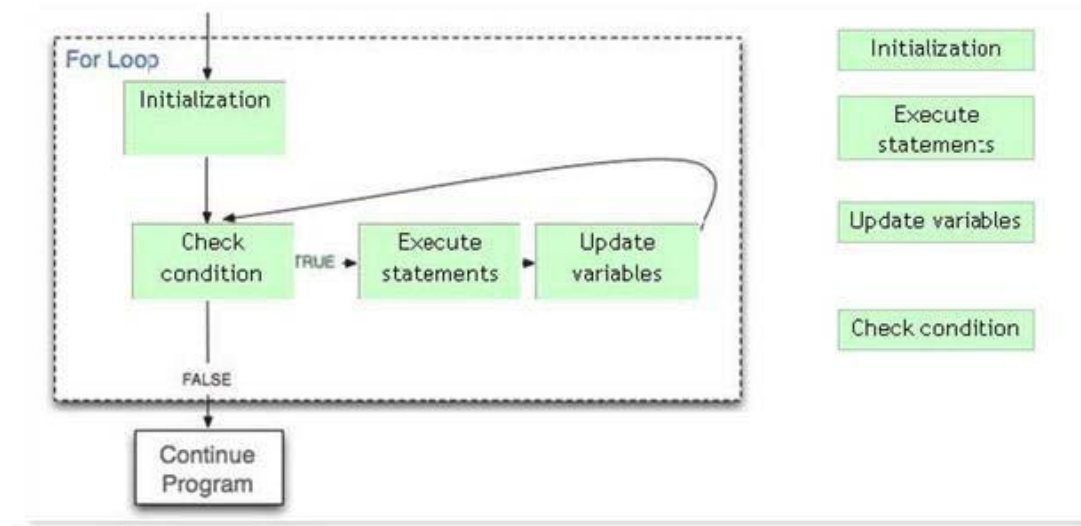 For Loop
Initialization
Check
condition
TRUE
Execute
statements
Update
variables
FALSE
Continue
Program
Initialization
Execute
statements
Update variables
Check condition